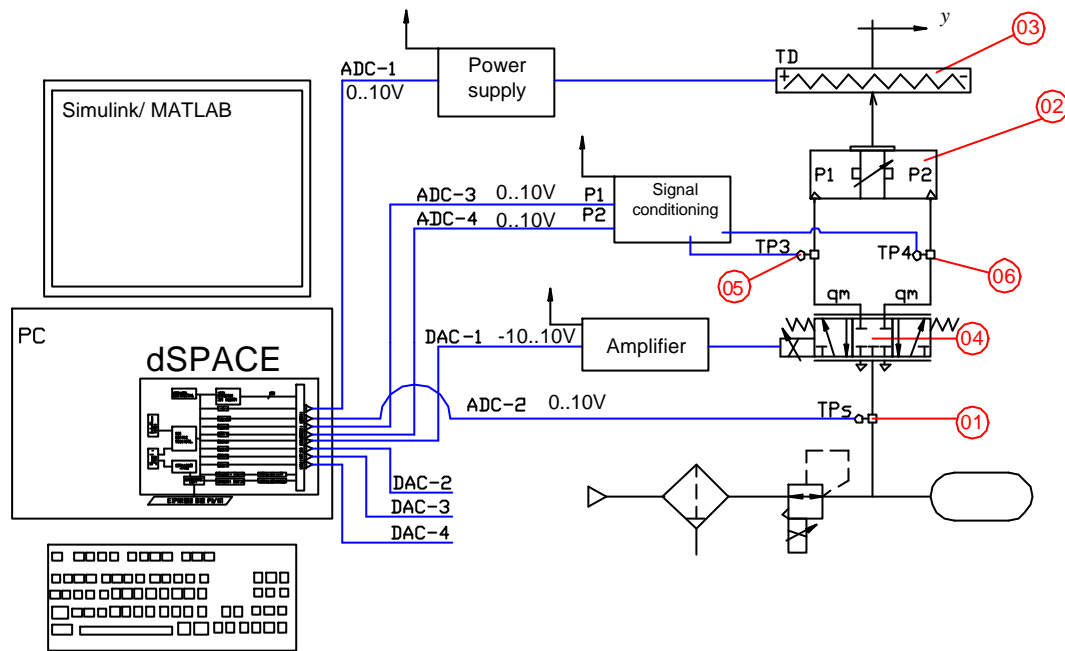 y
03
TD
+
-
Power
supply
ADC-1
0..10V
Simulink/ MATLAB
02
P1
P2
Signal
conditioning
ADC-3 0..10V P1
ADC-4 0..10V P2
TP3
TP4
05
06
qm
qm
PC
dSPACE
DAC-1 -10..10V
Amplifier
04
ADC-2 0..10V
TPs
01
DAC-2
DAC-3
DAC-4